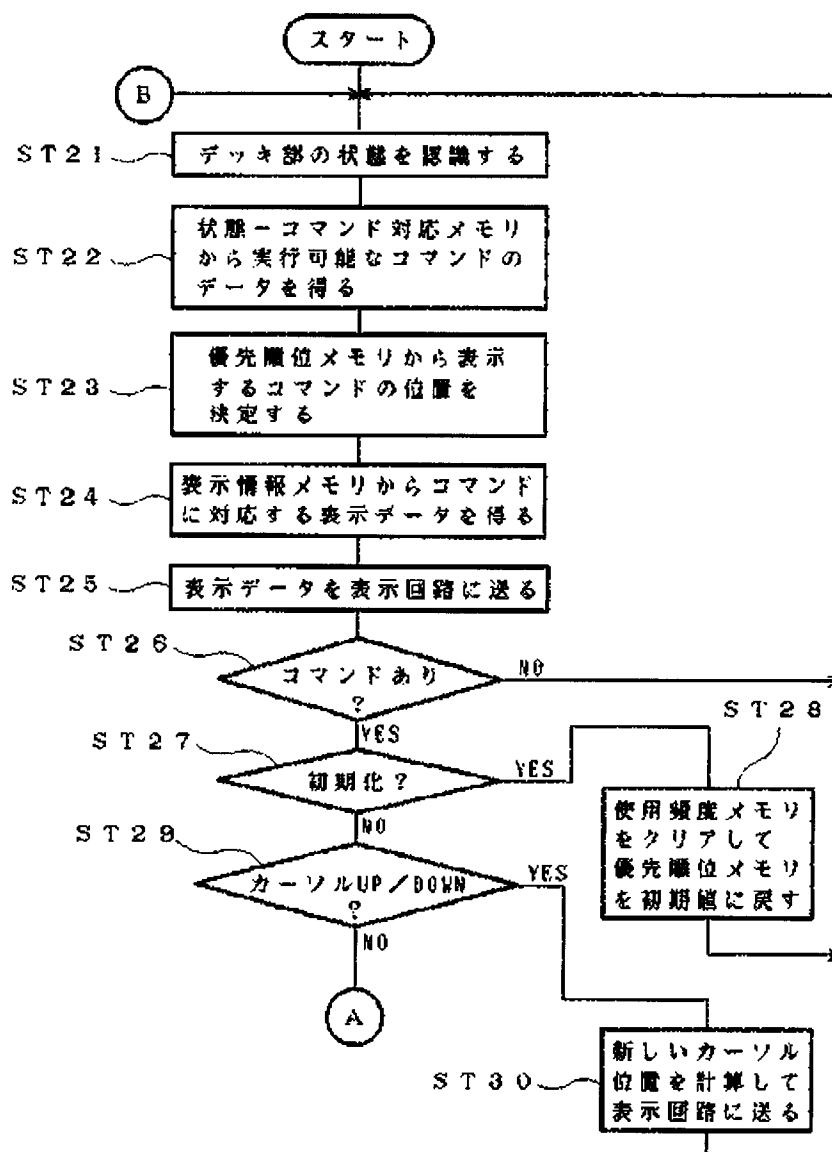 スタート
B
ST21
デッキ部の状態を認識する
状態－コマンド対応メモリ
ST22
から実行可能なコマンドの
データを得る
優先順位メモリから表示
ST23
するコマンドの位置を
決定する
ST24
表示情報メモリからコマンド
に対応する表示データを得る
ST25
表示データを表示回路に送る
ST26
コマンドあり
?
NO
YES
ST28
ST27
初期化?
YES
NO
使用頻度メモリ
をクリアして
優先順位メモリ
を初期値に戻す
ST29
カーソルUP／DOWN
?
YES
NO
A
新しいカーソル
ST30
位置を計算して
表示回路に送る